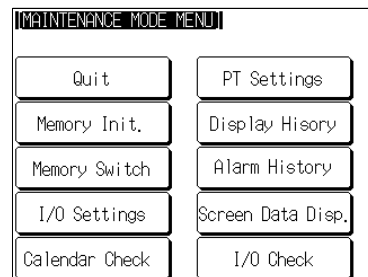 [MAINTENANCE MODE MENU]
Quit
PT Settings
Memory Init.
Display Hisory
Memory Switch
Alarm History
I/O Settings
Screen Data Disp.
Calendar Check
I/O Check